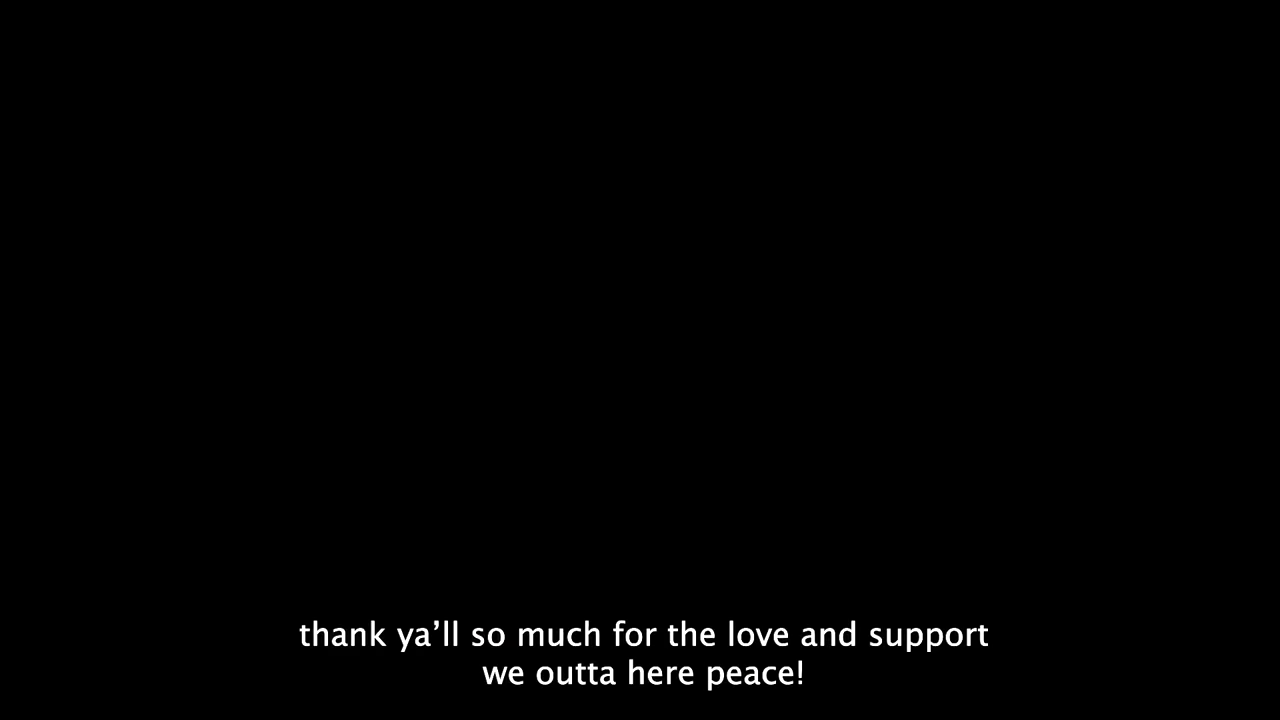 thank ya’ll so much for the love and support
we outta here peace!